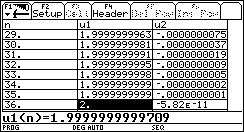 F1 F2 Setup F3 Cell F4 Header F5 Del Row F6 Ins Row
n u1 u2
29. 1.9999999963 -.0000000075
30. 1.9999999981 -.0000000037
31. 1.9999999991 -.0000000019
32. 1.9999999995 -.0000000009
33. 1.9999999998 -.0000000005
34. 1.9999999999 -.0000000002
35. 1.9999999999 -.0000000001
36. 2. -5.82E-11
u1(n)=1.9999999999709
PROG DEG AUTO SEQ